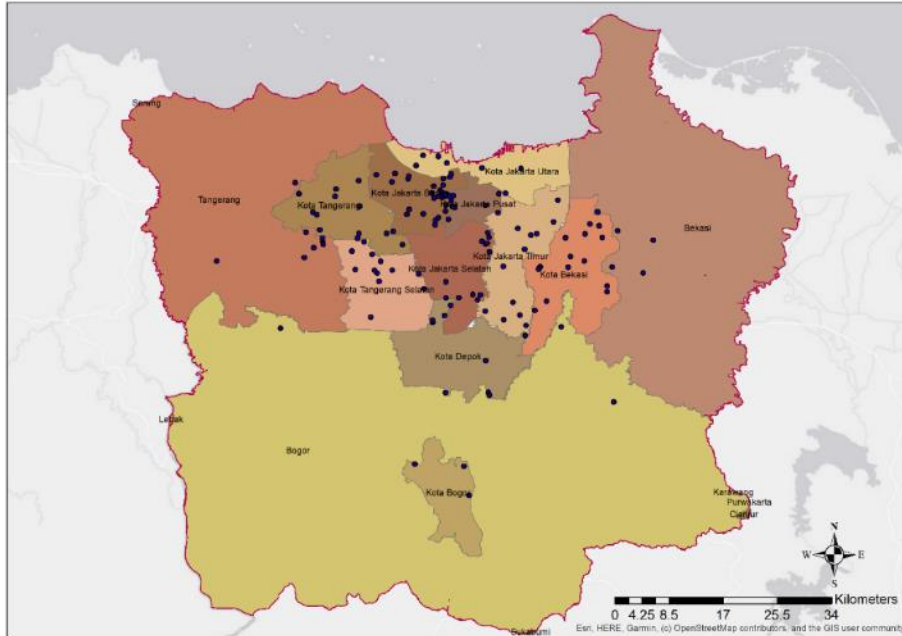 Serang
Kota Jakarta Utara
Kota Jakarta B
Tangerang
Kota Tangerang
Kota Jakarta Pusat
Bekasi
Kota Jakarta Timur
Kota Jakarta Selatan
Kota Bekasi
Kota Tangerang Selatan
Kota Depok
Lebak
Bogor
Kota Bogor
Karawang
Purwakarta
Cianjur
N
W E
S
Kilometers
0 4.25 8.5 17 25.5 34
Esri, HERE, Garmin, (c) OpenStreetMap contributors, and the GIS user community
Sukabumi